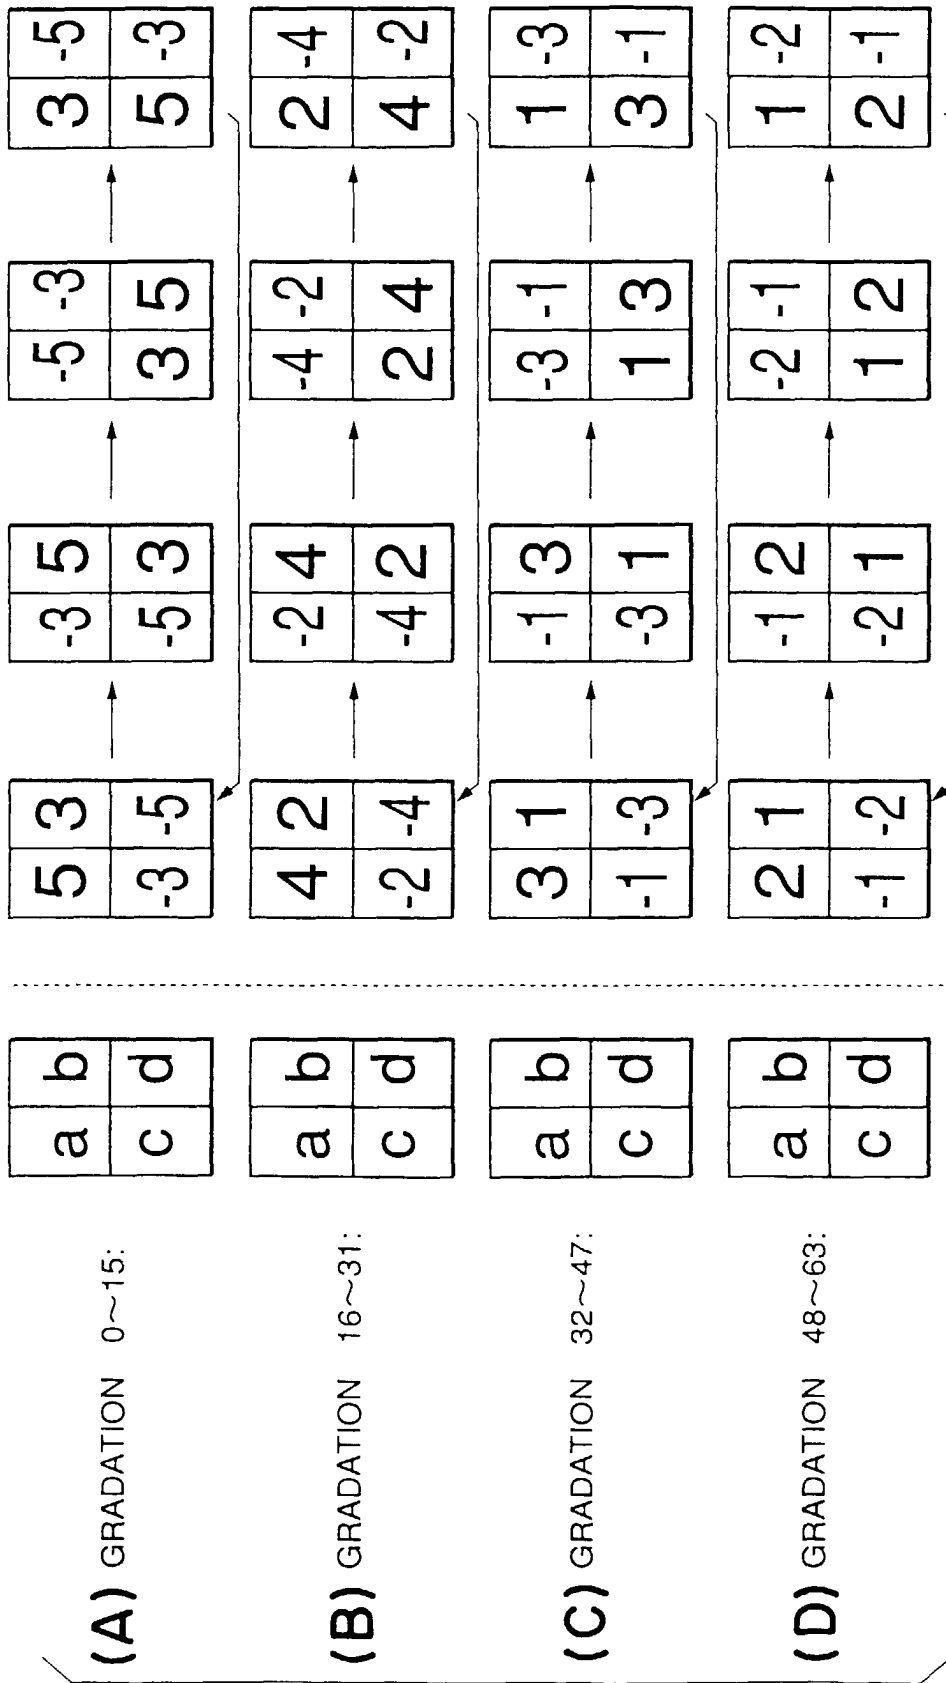 (A) GRADATION 0~15:
a b
c d
5 3
-3 -5
-3 5
-5 3
-5 -3
3 5
3 -5
5 -3
(B) GRADATION 16~31:
a b
c d
4 2
-2 -4
-2 4
-4 2
-4 -2
2 4
2 -4
4 -2
(C) GRADATION 32~47:
a b
c d
3 1
-1 -3
-1 3
-3 1
-3 -1
1 3
1 -3
3 -1
(D) GRADATION 48~63:
a b
c d
2 1
-1 -2
-1 2
-2 1
-2 -1
1 2
1 -2
2 -1